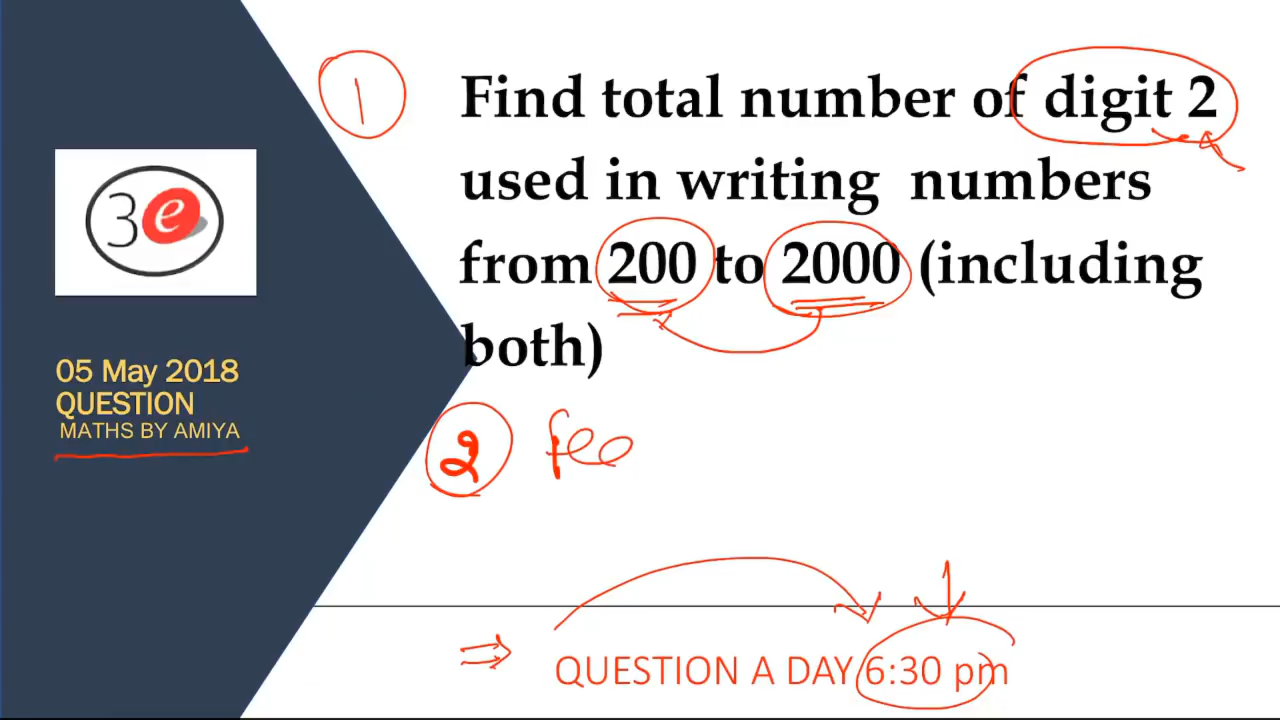 1
Find total number of digit 2
used in writing numbers
from 200 to 2000 (including
both)
3e
05 May 2018
QUESTION
MATHS BY AMIYA
2
QUESTION A DAY 6:30 pm